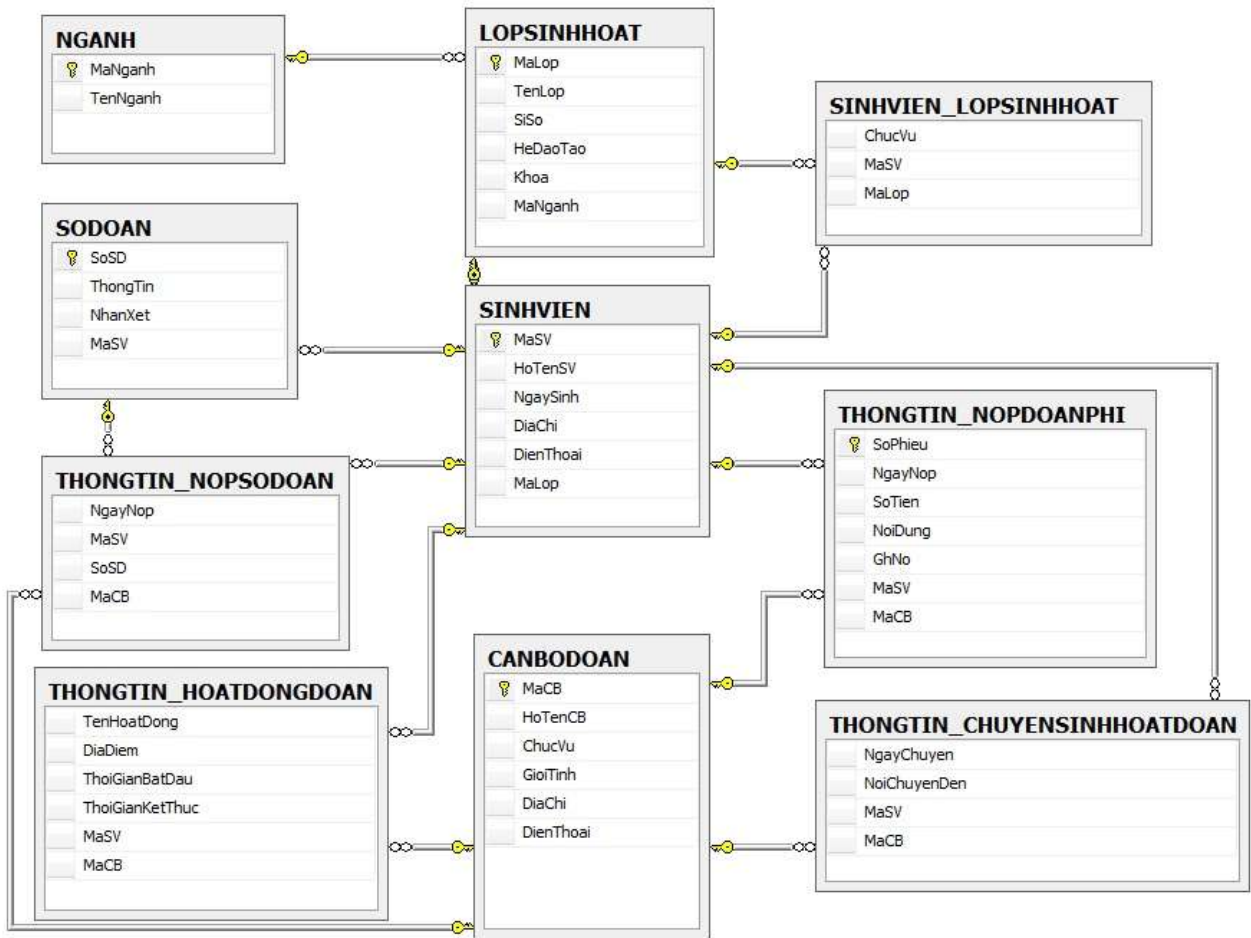 NGANH
MaNganh
TenNganh
LOPSINHHOAT
MaLop
TenLop
SiSo
HeDaoTao
Khoa
MaNganh
SINHVIEN_LOPSINHHOAT
ChucVu
MaSV
MaLop
SODOAN
SoSD
ThongTin
NhanXet
MaSV
SINHVIEN
MaSV
HoTenSV
NgaySinh
DiaChi
DienThoai
MaLop
THONGTIN_NOPDOANPHI
SoPhieu
NgayNop
SoTien
NoiDung
GhNo
MaSV
MaCB
THONGTIN_NOPSODOAN
NgayNop
MaSV
SoSD
MaCB
THONGTIN_HOATDONGDOAN
TenHoatDong
DiaDiem
ThoiGianBatDau
ThoiGianKetThuc
MaSV
MaCB
CANBODOAN
MaCB
HoTenCB
ChucVu
GioiTinh
DiaChi
DienThoai
THONGTIN_CHUYENSINHHOATDOAN
NgayChuyen
NoiChuyenDen
MaSV
MaCB